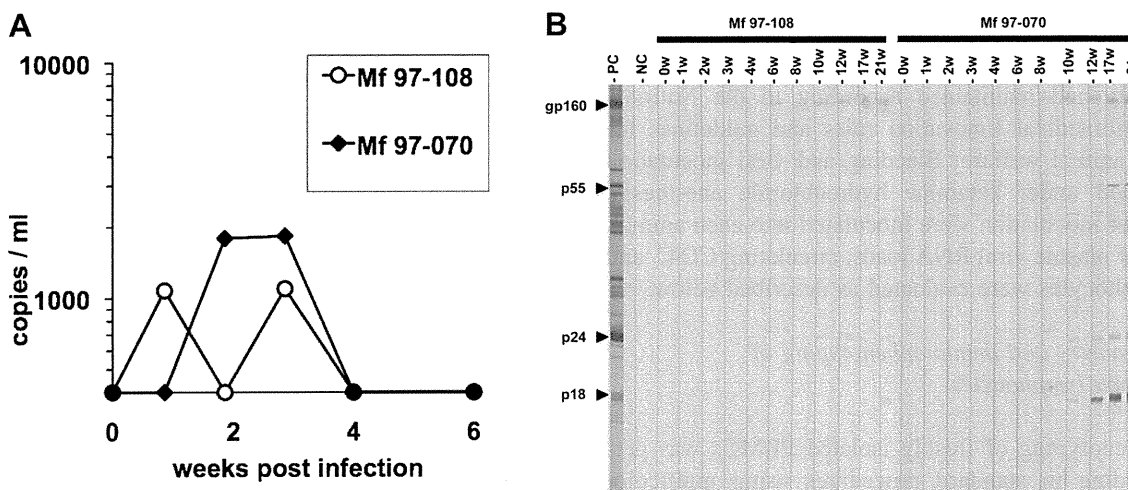 A
10000
1000
copies / ml
0
2
4
6
weeks post infection
Mf 97-108
Mf 97-070
B
Mf 97-108
Mf 97-070
- PC
- NC
- 0w
- 1w
- 2w
- 3w
- 4w
- 6w
- 8w
- 10w
- 12w
- 17w
- 21w
- 0w
- 1w
- 2w
- 3w
- 4w
- 6w
- 8w
- 10w
- 12w
- 17w
gp160
p55
p24
p18